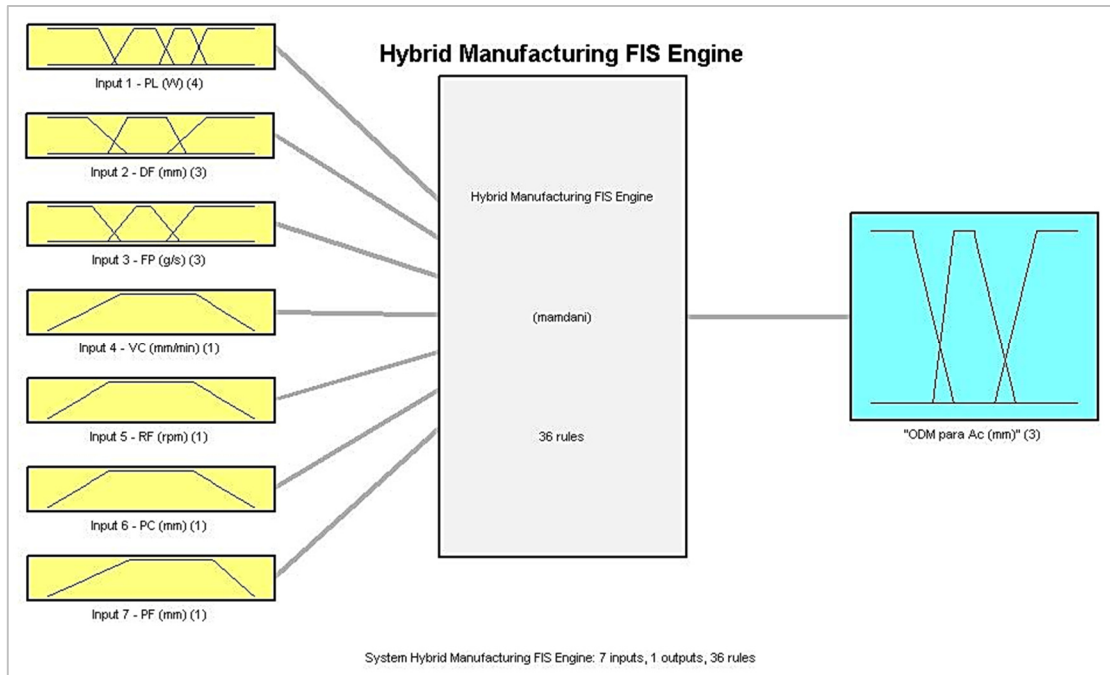 Hybrid Manufacturing FIS Engine
Input 1 - PL (W) (4)
Input 2 - DF (mm) (3)
Input 3 - FP (g/s) (3)
Input 4 - VC (mm/min) (1)
Input 5 - RF (rpm) (1)
Input 6 - PC (mm) (1)
Input 7 - PF (mm) (1)
Hybrid Manufacturing FIS Engine
(mamdani)
36 rules
"ODM para Ac (mm)" (3)
System Hybrid Manufacturing FIS Engine: 7 inputs, 1 outputs, 36 rules